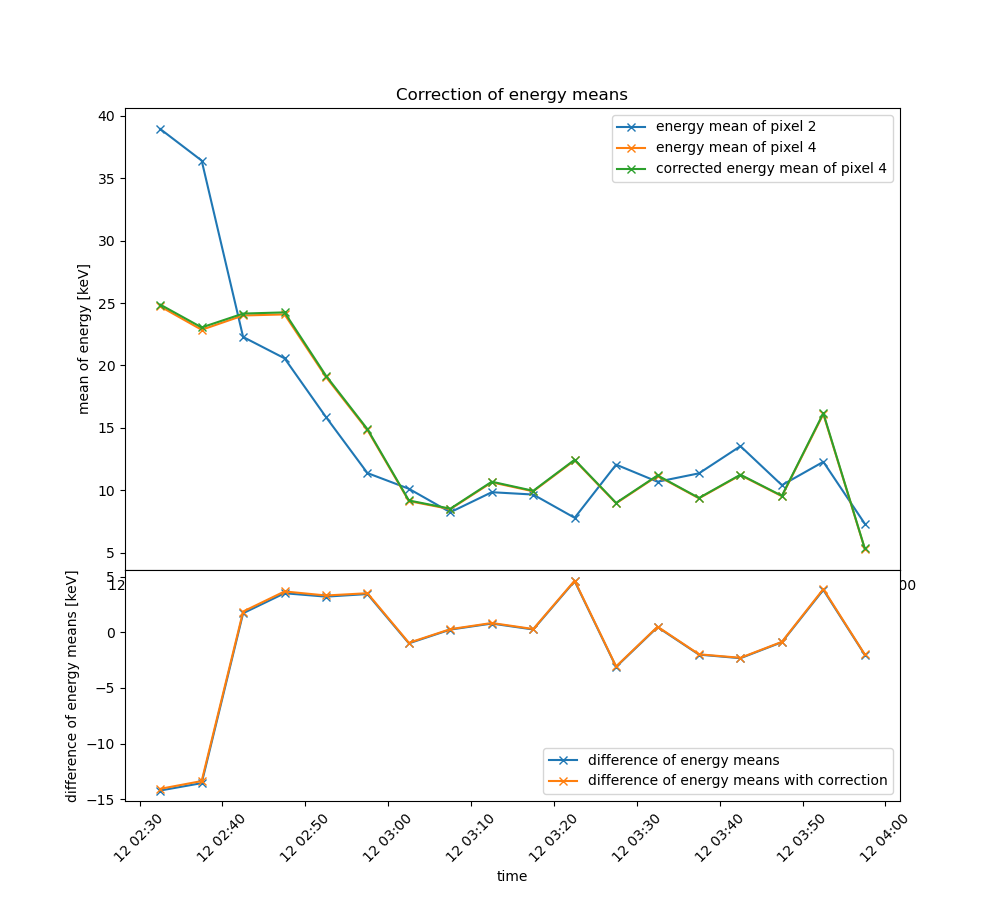 Correction of energy means
40
35
30
25
20
15
10
5
mean of energy [keV]
energy mean of pixel 2
energy mean of pixel 4
corrected energy mean of pixel 4
12
00
5
0
−5
−10
−15
difference of energy means [keV]
difference of energy means
difference of energy means with correction
12 02:30
12 02:40
12 02:50
12 03:00
12 03:10
12 03:20
12 03:30
12 03:40
12 03:50
12 04:00
time